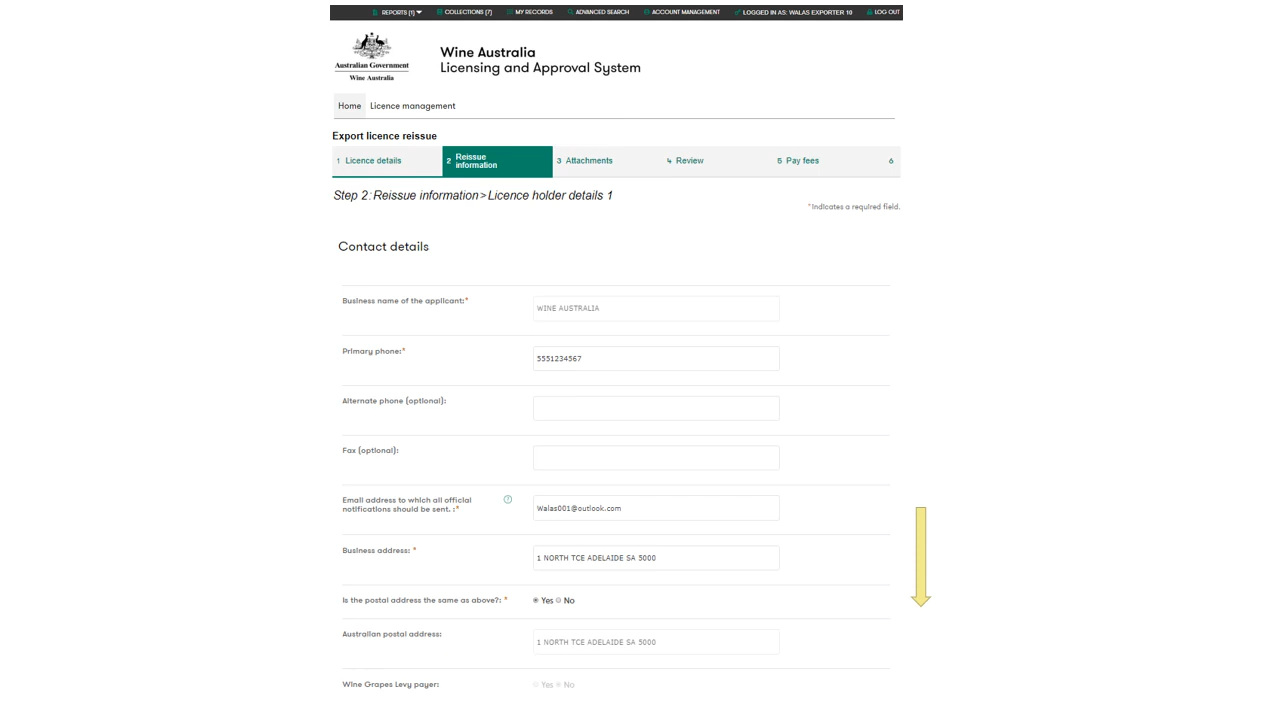 REPORTS (1) COLLECTIONS (7) MY RECORDS ADVANCED SEARCH ACCOUNT MANAGEMENT LOGGED IN AS: WALAS EXPORTER 10 LOG OUT
Australian Government
Wine Australia
Wine Australia
Licensing and Approval System
Home Licence management
Export licence reissue
1 Licence details 2 Reissue information 3 Attachments 4 Review 5 Pay fees 6
Step 2: Reissue information > Licence holder details 1
*indicates a required field.
Contact details
Business name of the applicant:* WINE AUSTRALIA
Primary phone:* 5551234567
Alternate phone (optional):
Fax (optional):
Email address to which all official
notifications should be sent. :* ? Walas001@outlook.com
Business address: * 1 NORTH TCE ADELAIDE SA 5000
Is the postal address the same as above?: * Yes No
Australian postal address: 1 NORTH TCE ADELAIDE SA 5000
Wine Grapes Levy payer: Yes No